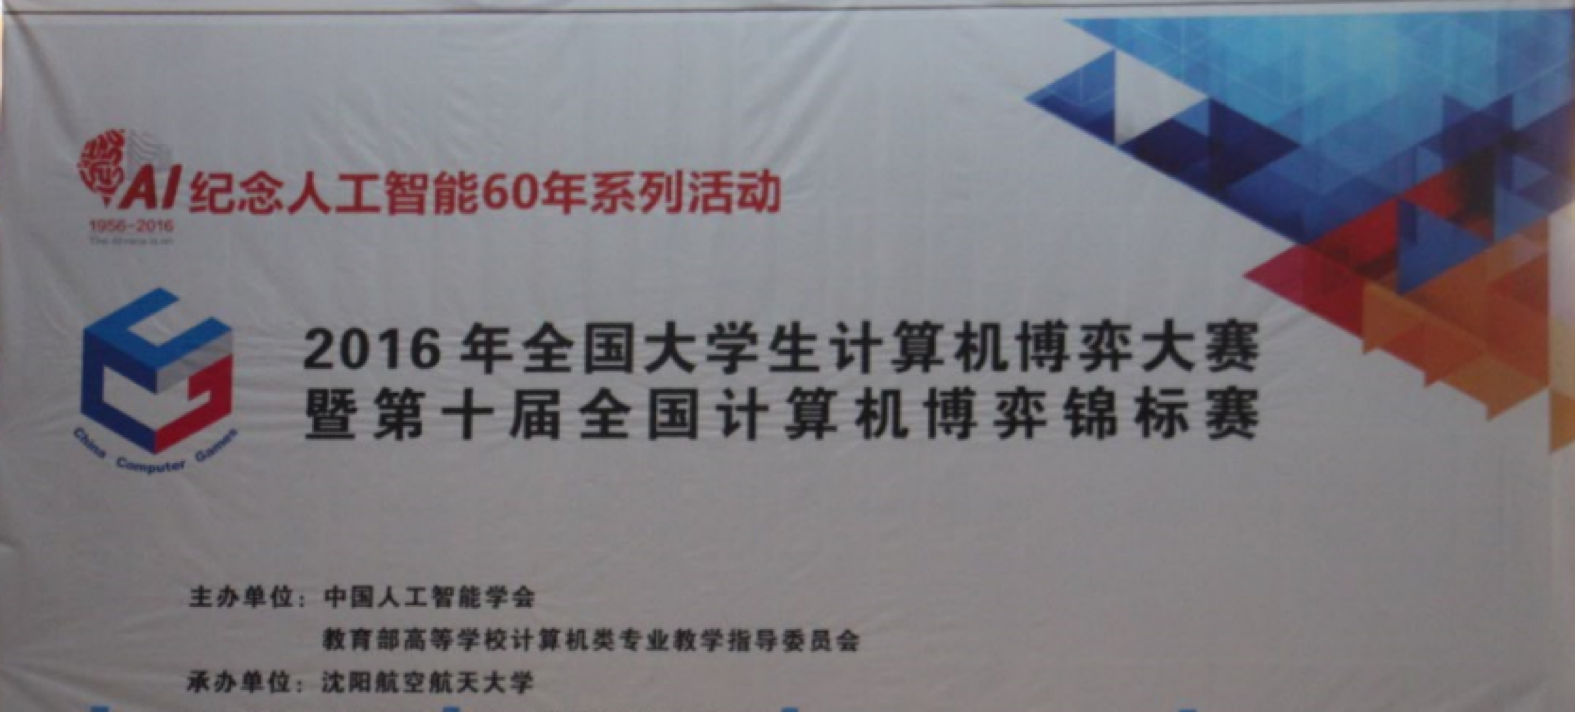 AI纪念人工智能60年系列活动
1956-2016
2016年全国大学生计算机博弈大赛
暨第十届全国计算机博弈锦标赛
China Computer Games
主办单位：中国人工智能学会
教育部高等学校计算机类专业教学指导委员会
承办单位：沈阳航空航天大学